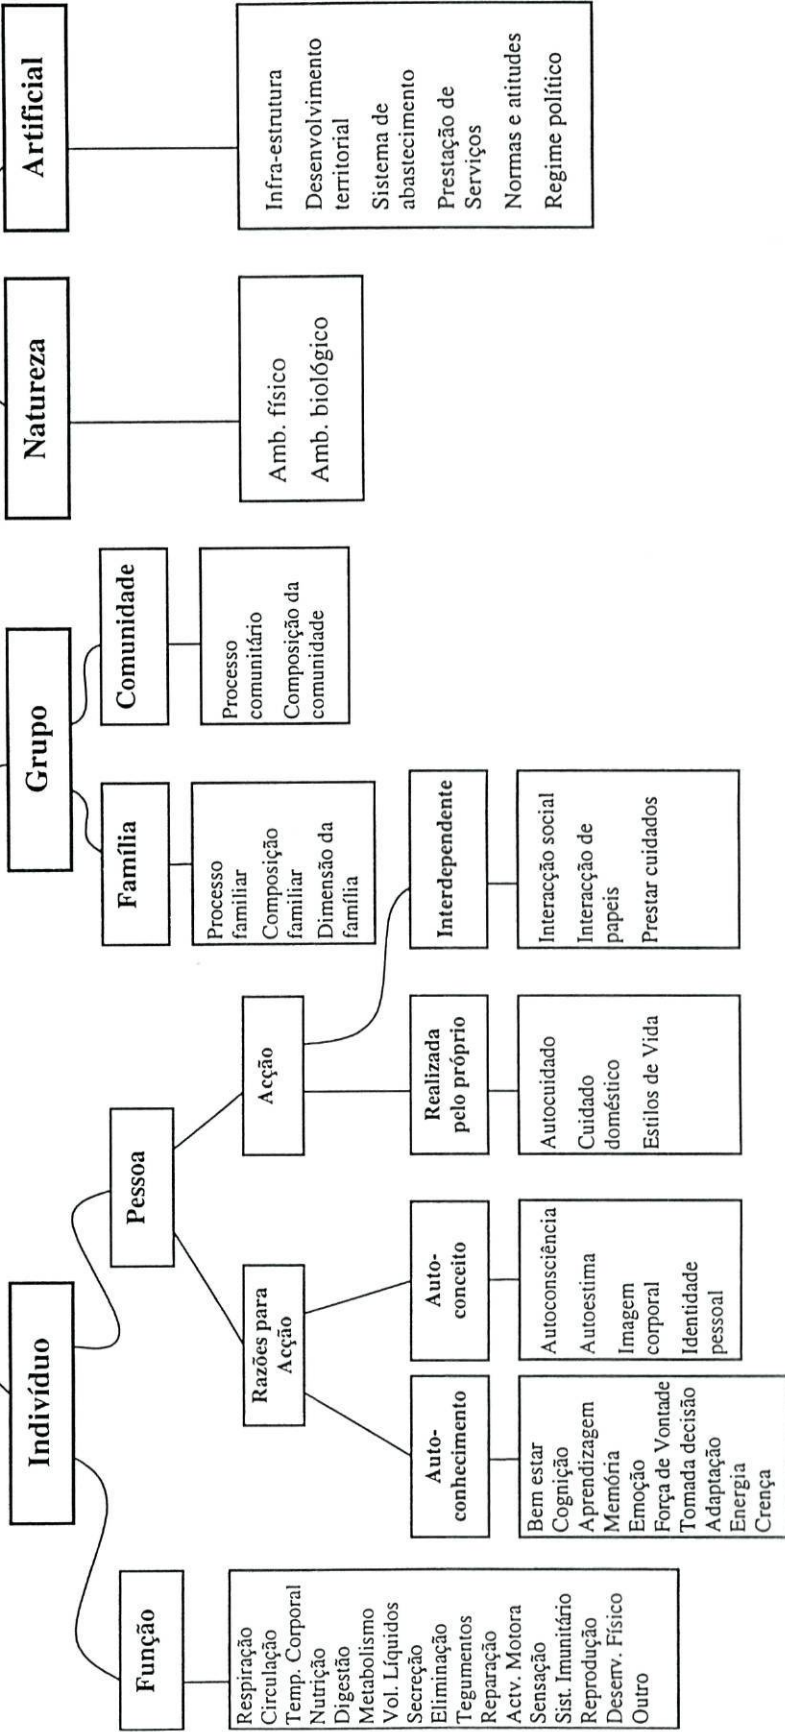 Indivíduo
Grupo
Natureza
Artificial
Função
Pessoa
Família
Comunidade
Razões para
Acção
Acção
Auto-
conhecimento
Auto-
conceito
Realizada
pelo próprio
Interdependente
Respiração
Circulação
Temp. Corporal
Nutrição
Digestão
Metabolismo
Vol. Líquidos
Secreção
Eliminação
Tegumentos
Reparação
Actv. Motora
Sensação
Sist. Imunitário
Reprodução
Desenv. Físico
Outro
Bem estar
Cognição
Aprendizagem
Memória
Emoção
Força de Vontade
Tomada decisão
Adaptação
Energia
Crença
Autoconsciência
Autoestima
Imagem
corporal
Identidade
pessoal
Autocuidado
Cuidado
doméstico
Estilos de Vida
Interacção social
Interacção de
papeis
Prestar cuidados
Processo
familiar
Composição
familiar
Dimensão da
família
Processo
comunitário
Composição da
comunidade
Amb. físico
Amb. biológico
Infra-estrutura
Desenvolvimento
territorial
Sistema de
abastecimento
Prestação de
Serviços
Normas e atitudes
Regime político